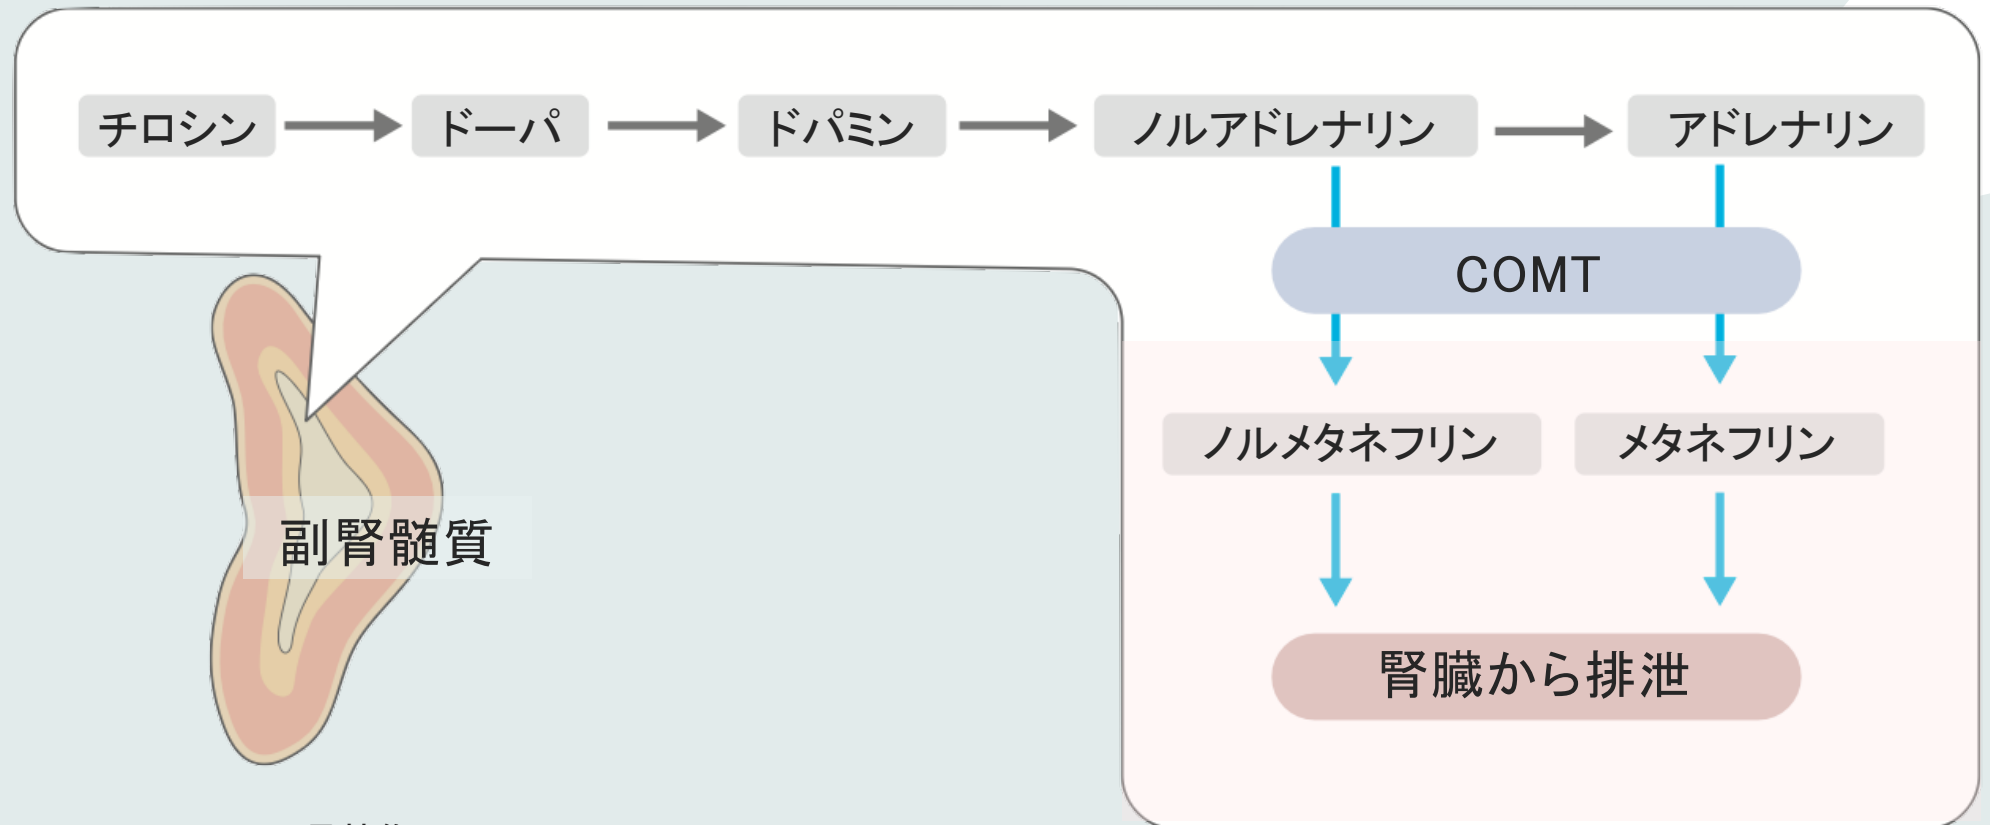 チロシン
ドーパ
ドパミン
ノルアドレナリン
アドレナリン
COMT
ノルメタネフリン
メタネフリン
副腎髄質
腎臓から排泄